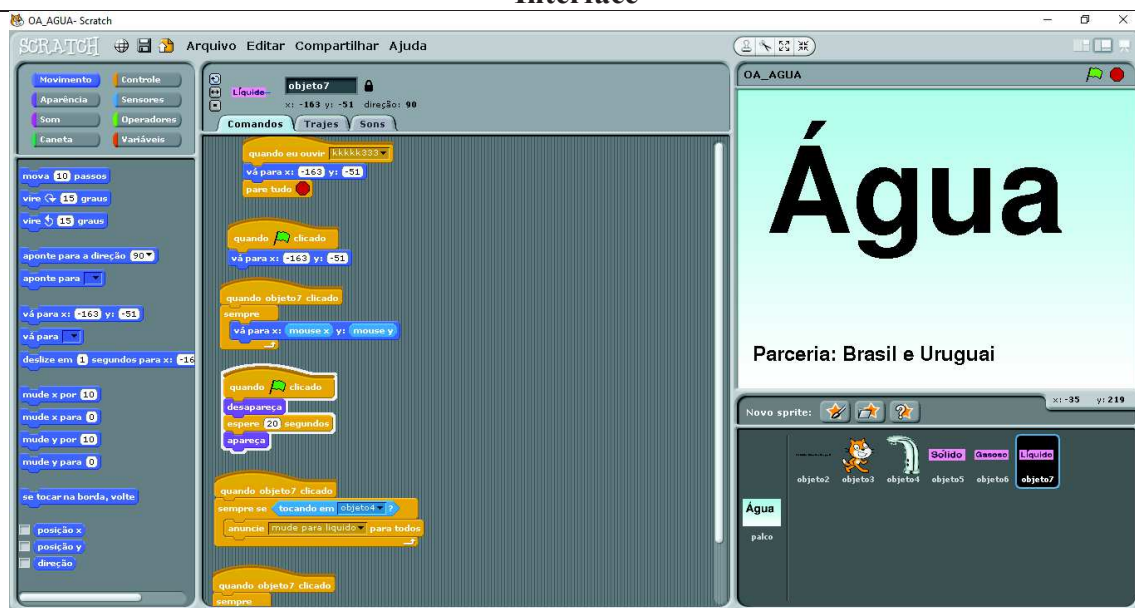 Interface
OA_AGUA- Scratch
SCRATCH Arquivo Editar Compartilhar Ajuda
Movimento Controle
Aparência Sensores
Som Operadores
Caneta Variáveis
mova 10 passos
vire 15 graus
vire 15 graus
aponte para a direção 90
aponte para
vá para x: -163 y: -51
vá para
deslize em 1 segundos para x: -16
mude x por 10
mude x para 0
mude y por 10
mude y para 0
se tocar na borda, volte
posição x
posição y
direção
Líquido
objeto7
x: -163 y: -51 direção: 90
Comandos Trajes Sons
quando eu ouvir kkkkk333
vá para x: -163 y: -51
pare tudo
quando clicado
vá para x: -163 y: -51
quando objeto7 clicado
sempre
vá para x: mouse x y: mouse y
quando clicado
desapareça
espere 20 segundos
apareça
quando objeto7 clicado
sempre se tocando em objeto4 ?
anuncie mude para liquido para todos
quando objeto7 clicado
sempre
OA_AGUA
Água
Parceria: Brasil e Uruguai
x: -35 y: 219
Novo sprite:
Sólido Gasoso Líquido
objeto2 objeto3 objeto4 objeto5 objeto6 objeto7
Água
palco